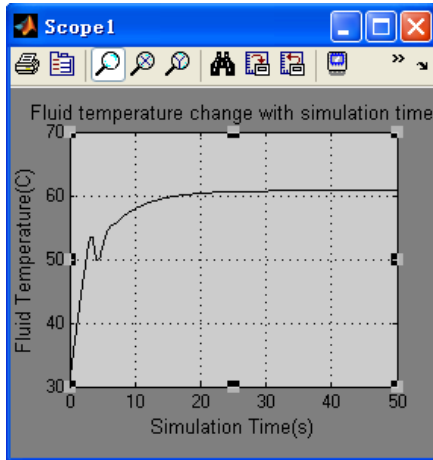 Scope1
»
Fluid temperature change with simulation time
Fluid Temperature(C)
70
60
50
40
30
0 10 20 30 40 50
Simulation Time(s)